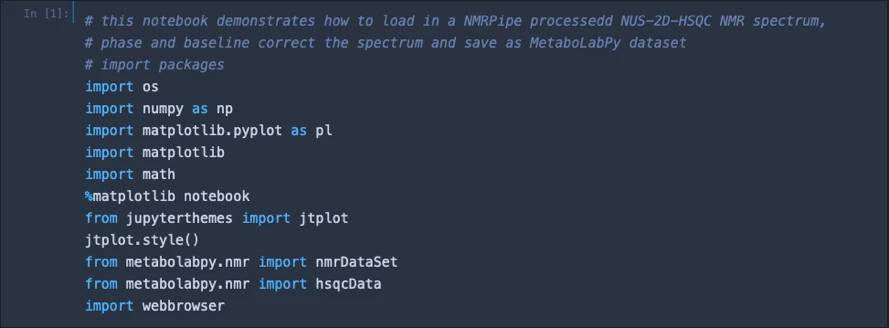 In [1]:
# this notebook demonstrates how to load in a NMRPipe processedd NUS-2D-HSQC NMR spectrum,
# phase and baseline correct the spectrum and save as MetaboLabPy dataset
# import packages
import os
import numpy as np
import matplotlib.pyplot as pl
import matplotlib
import math
%matplotlib notebook
from jupyterthemes import jtplot
jtplot.style()
from metabolabpy.nmr import nmrDataSet
from metabolabpy.nmr import hsqcData
import webbrowser